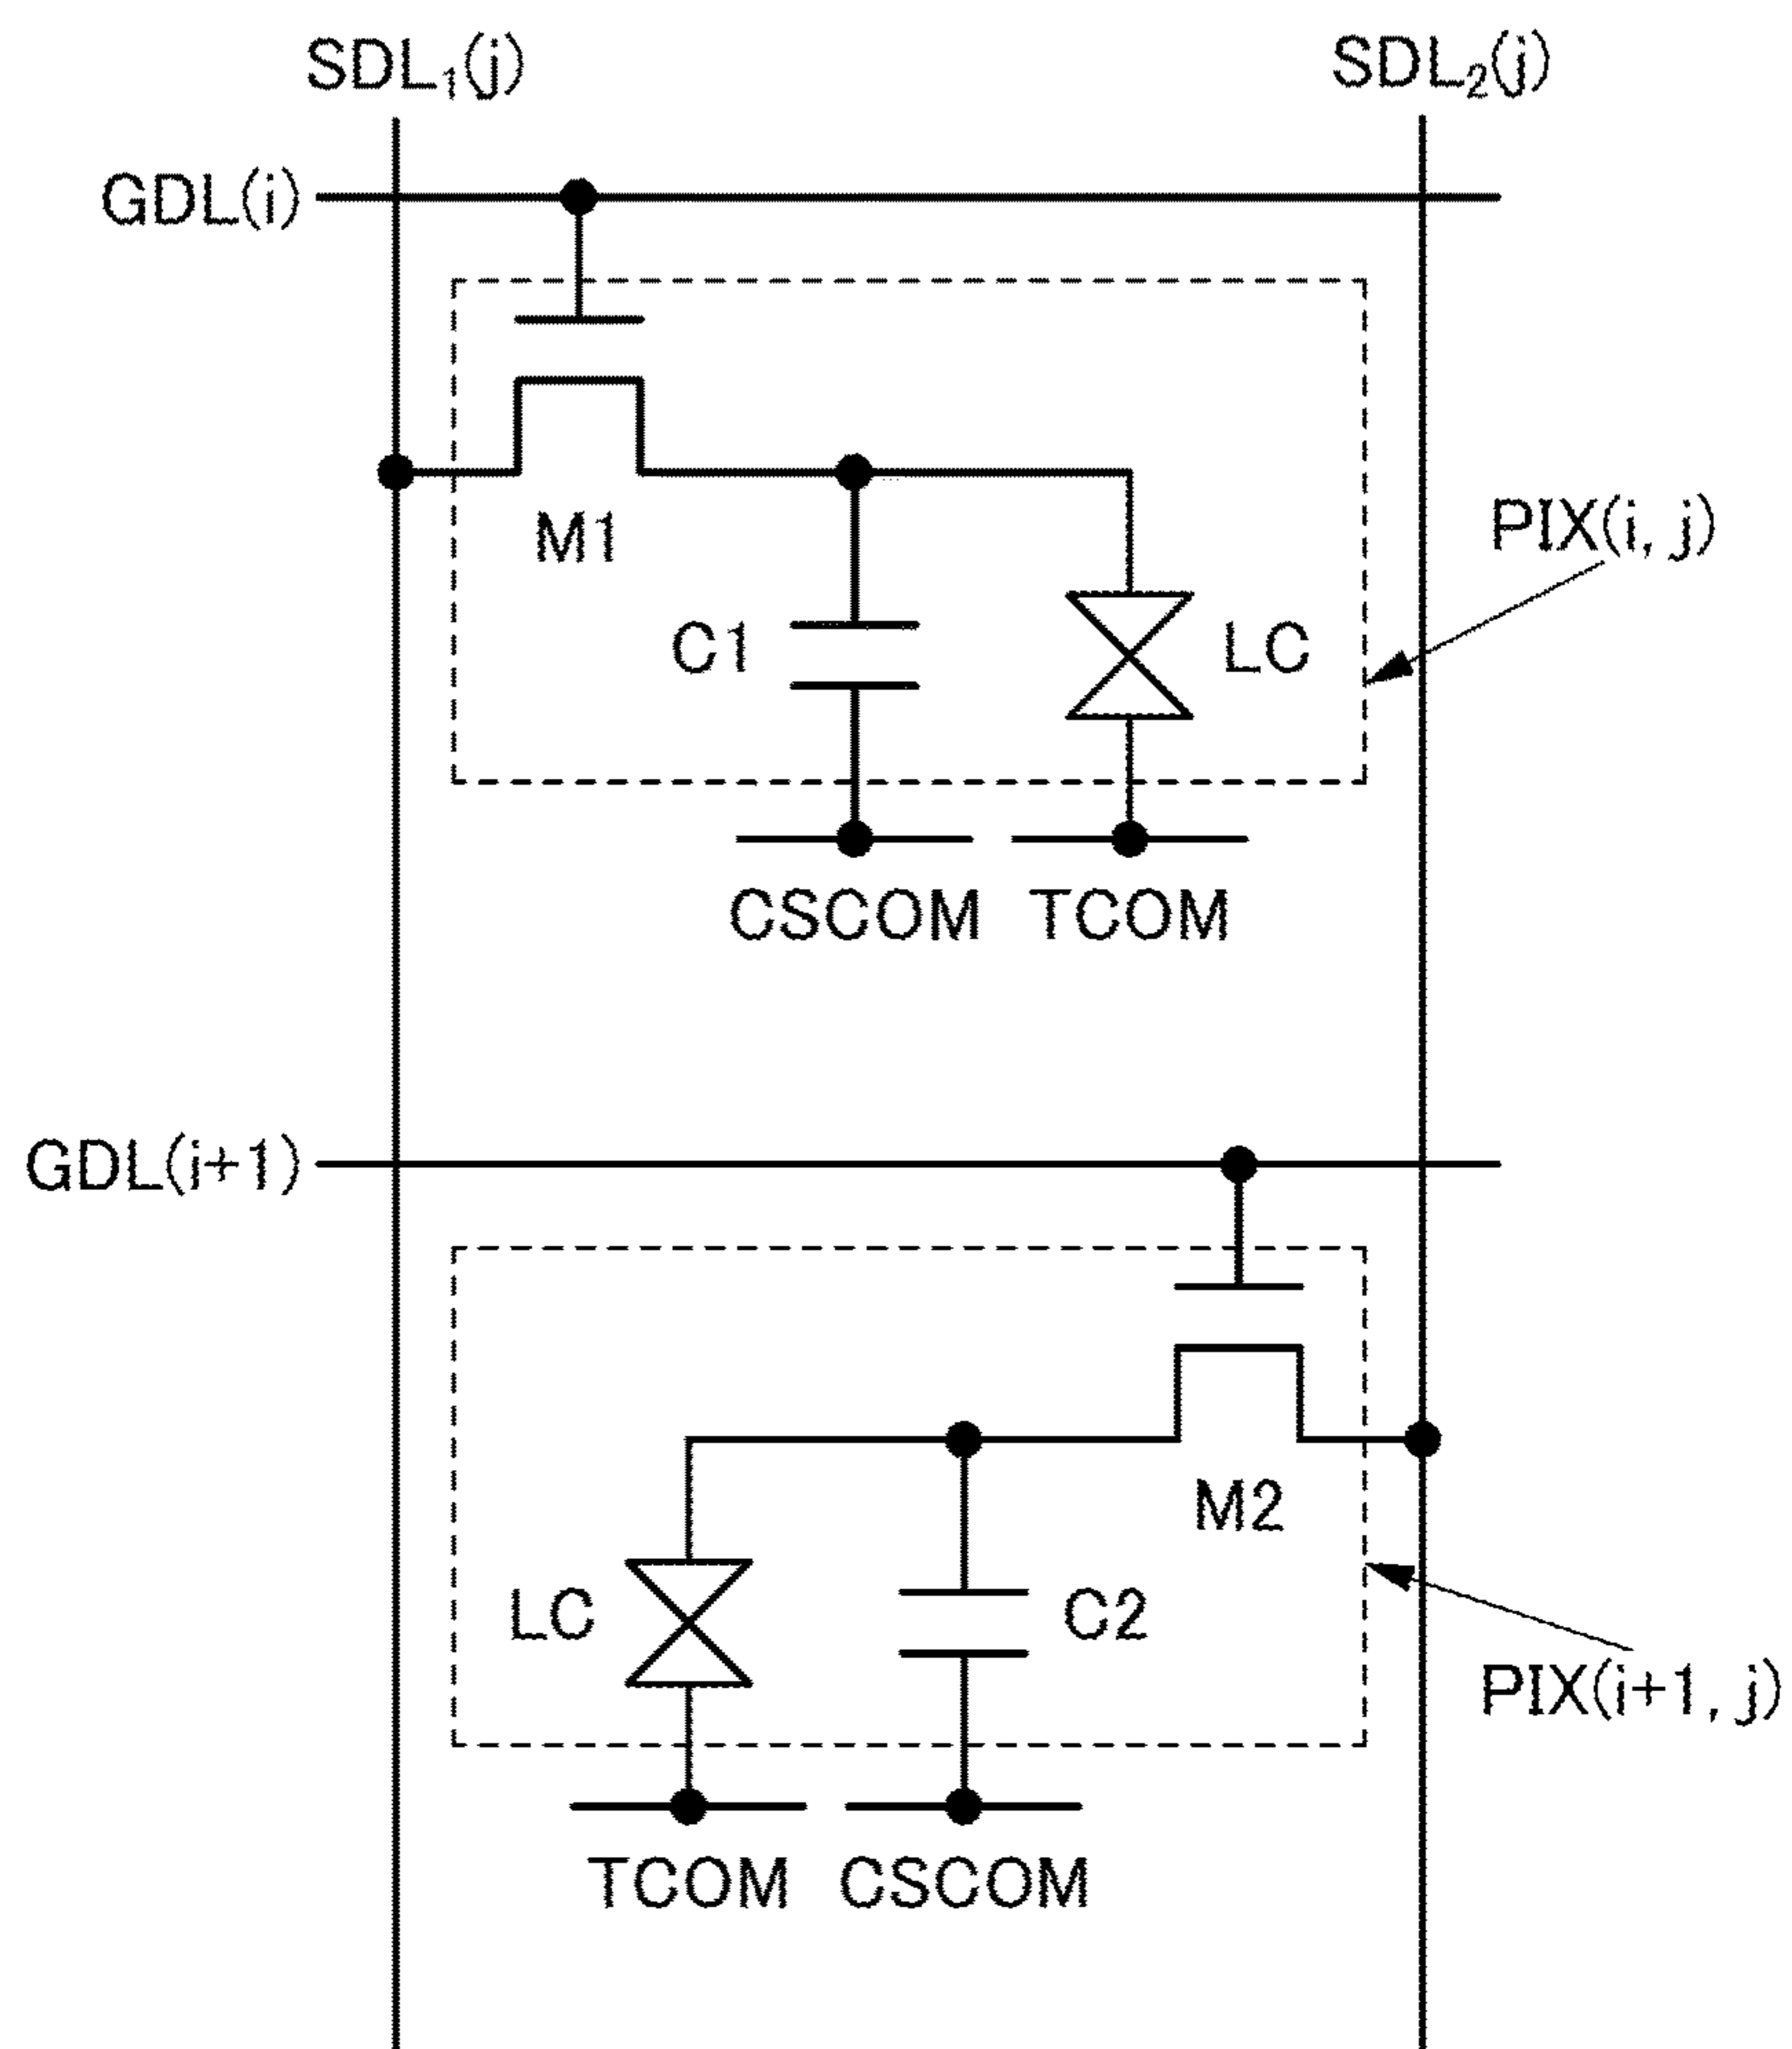 SDL₁(j)
SDL₂(j)
GDL(i)
M1
PIX(i, j)
C1
LC
CSCOM
TCOM
GDL(i+1)
M2
LC
C2
PIX(i+1, j)
TCOM
CSCOM